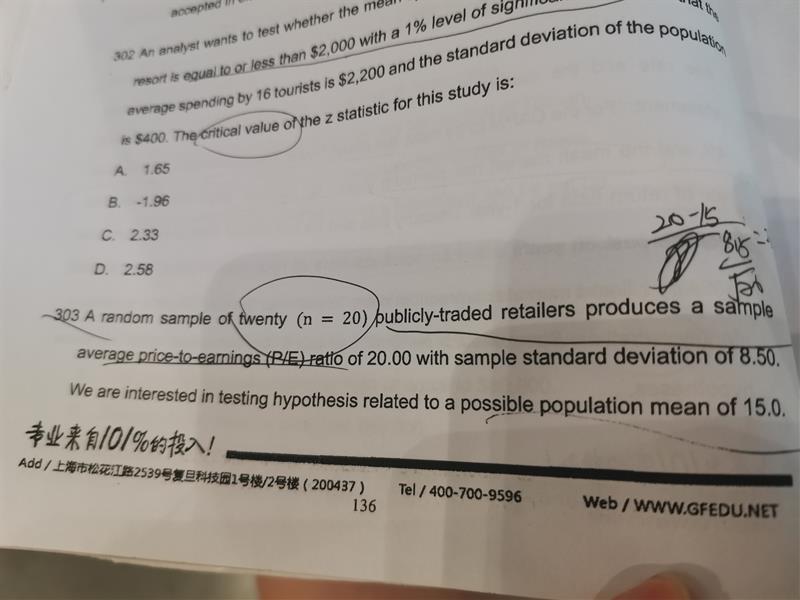 accepted in
302 An analyst wants to test whether the mean
resort is equal to or less than $2,000 with a 1% level of that the
average spending by 16 tourists is $2,200 and the standard deviation of the population
is $400. The critical value of the z statistic for this study is:
A. 1.65
B. -1.96
C. 2.33
D. 2.58
20-15
303 A random sample of twenty (n = 20) publicly-traded retailers produces a sample
average price-to-earnings (P/E) ratio of 20.00 with sample standard deviation of 8.50.
We are interested in testing hypothesis related to a possible population mean of 15.0.
专业来自101%的投入!
Add / 上海市松花江路2539号复旦科技园1号楼/2号楼（200437） Tel / 400-700-9596 Web / WWW.GFEDU.NET
136